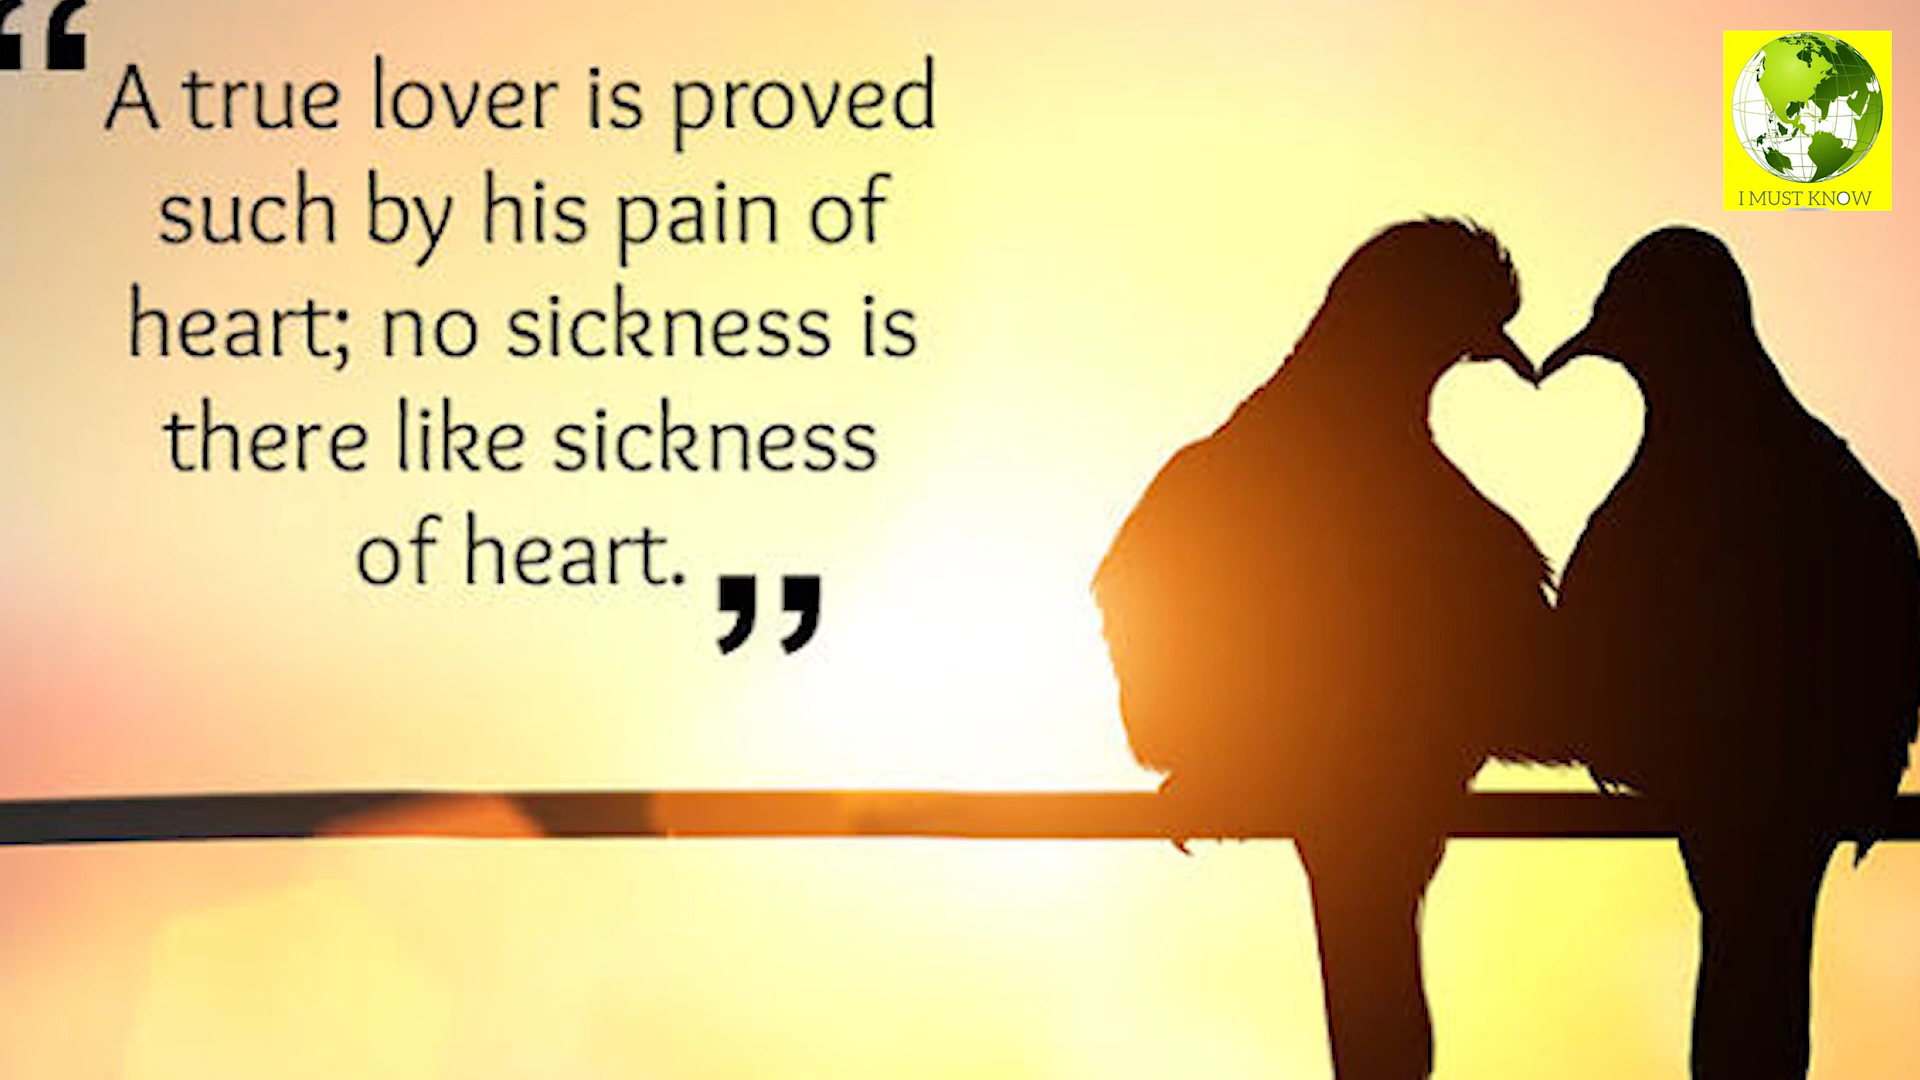 “
A true lover is proved
such by his pain of
heart; no sickness is
there like sickness
of heart.
”
I MUST KNOW